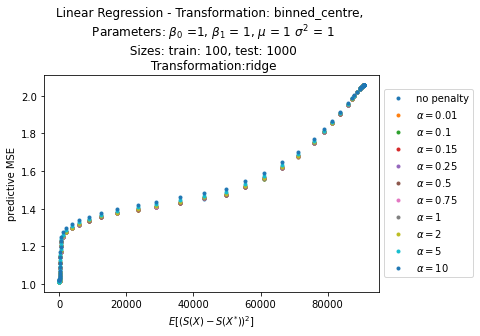 Linear Regression - Transformation: binned_centre,
Parameters: β₀ =1, β₁ = 1, μ = 1 σ² = 1
Sizes: train: 100, test: 1000
Transformation:ridge
predictive MSE
2.0
1.8
1.6
1.4
1.2
1.0
0
20000
40000
60000
80000
E[(S(X) − S(X*))²]
no penalty
α = 0.01
α = 0.1
α = 0.15
α = 0.25
α = 0.5
α = 0.75
α = 1
α = 2
α = 5
α = 10